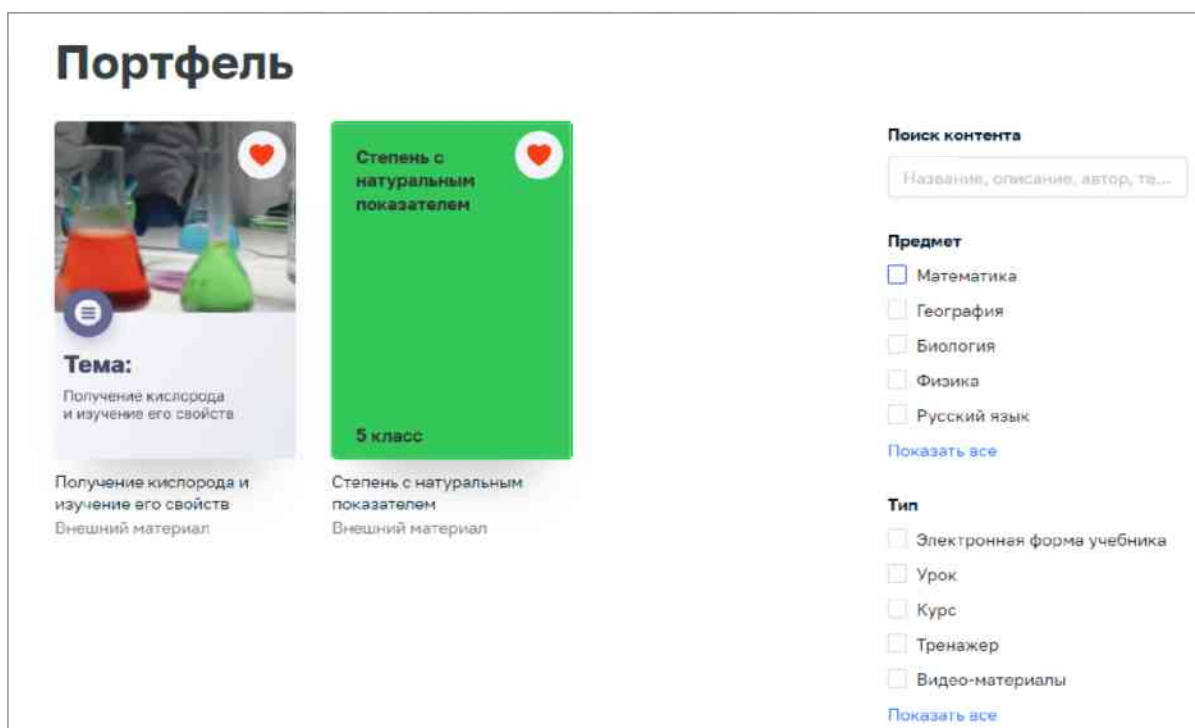 Портфель
Степень с
натуральным
показателем
5 класс
Тема:
Получение кислорода
и изучение его свойств
Получение кислорода и
изучение его свойств
Внешний материал
Степень с натуральным
показателем
Внешний материал
Поиск контента
Название, описание, автор, те...
Предмет
Математика
География
Биология
Физика
Русский язык
Показать все
Тип
Электронная форма учебника
Урок
Курс
Тренажер
Видео-материалы
Показать все